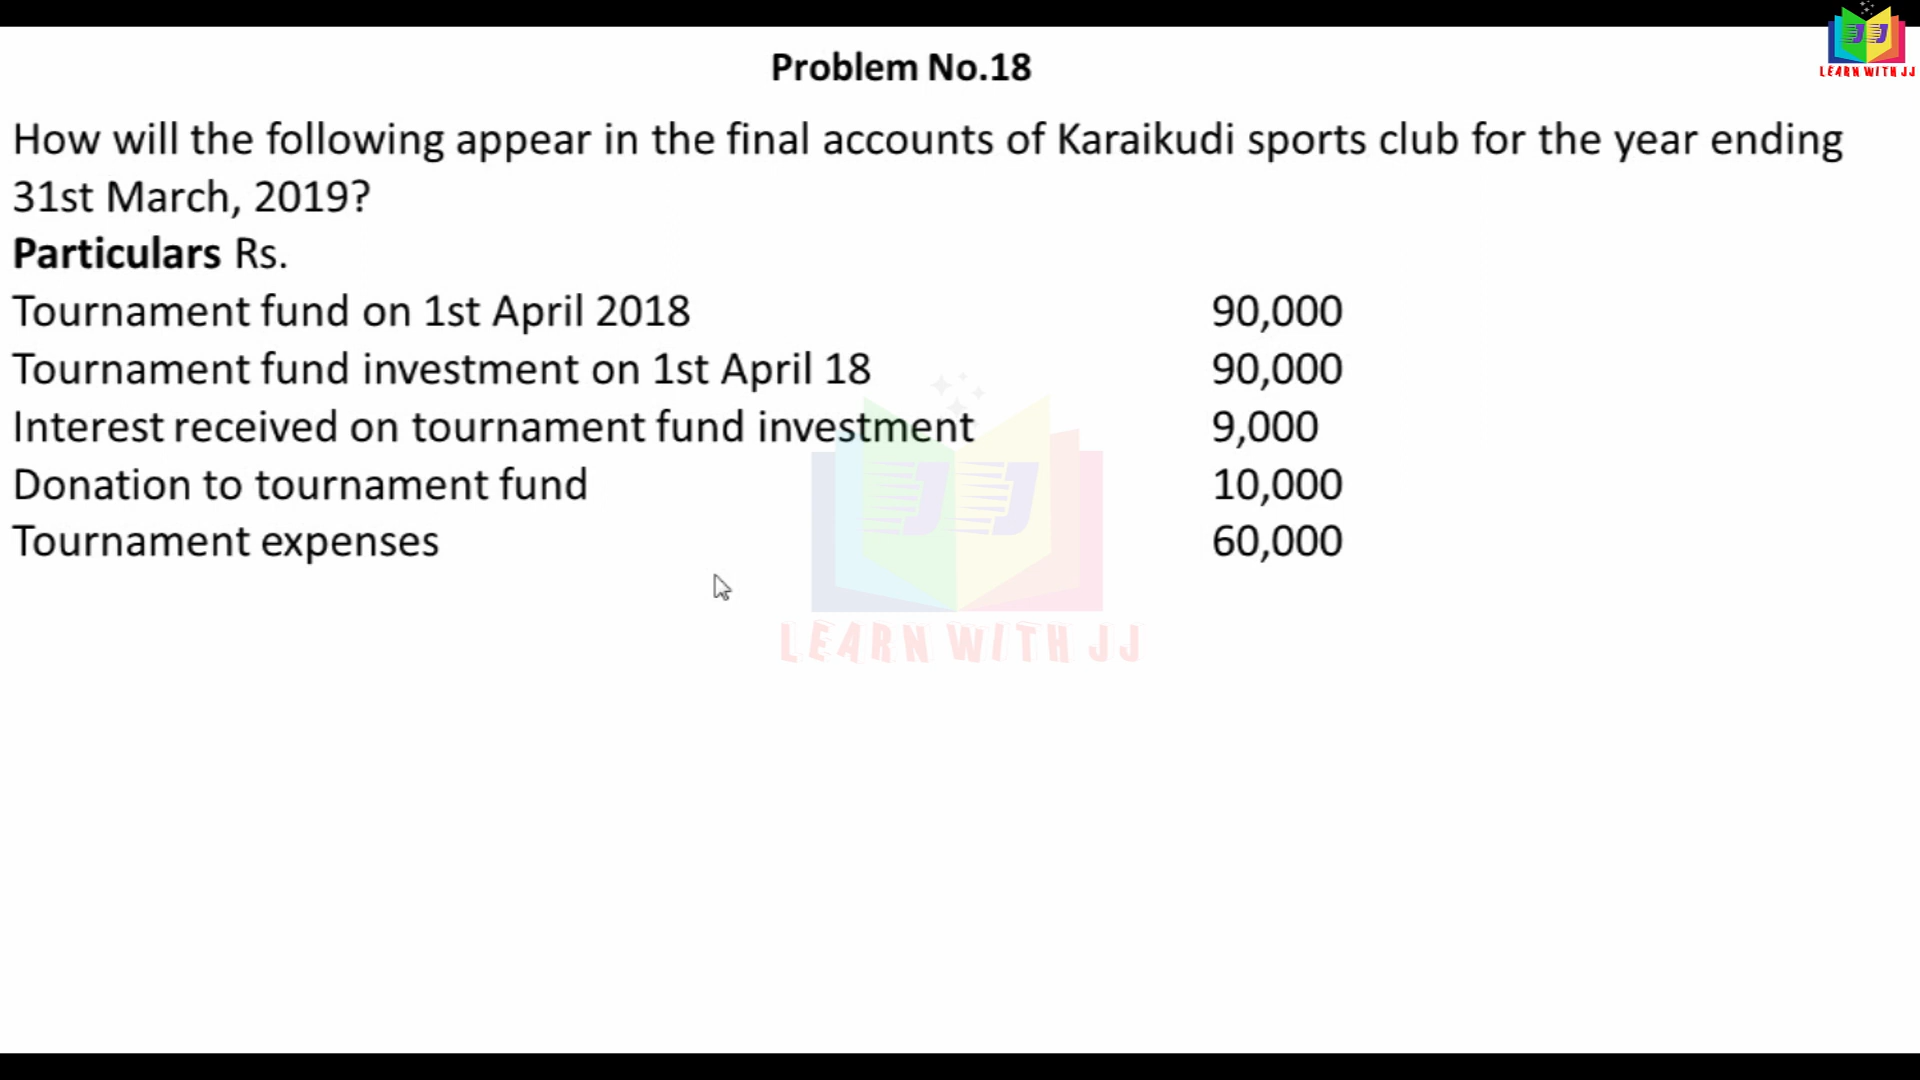 Problem No.18
LEARN WITH JJ
How will the following appear in the final accounts of Karaikudi sports club for the year ending
31st March, 2019?
Particulars Rs.
Tournament fund on 1st April 2018 90,000
Tournament fund investment on 1st April 18 90,000
Interest received on tournament fund investment 9,000
Donation to tournament fund 10,000
Tournament expenses 60,000
JJ
LEARN WITH JJ